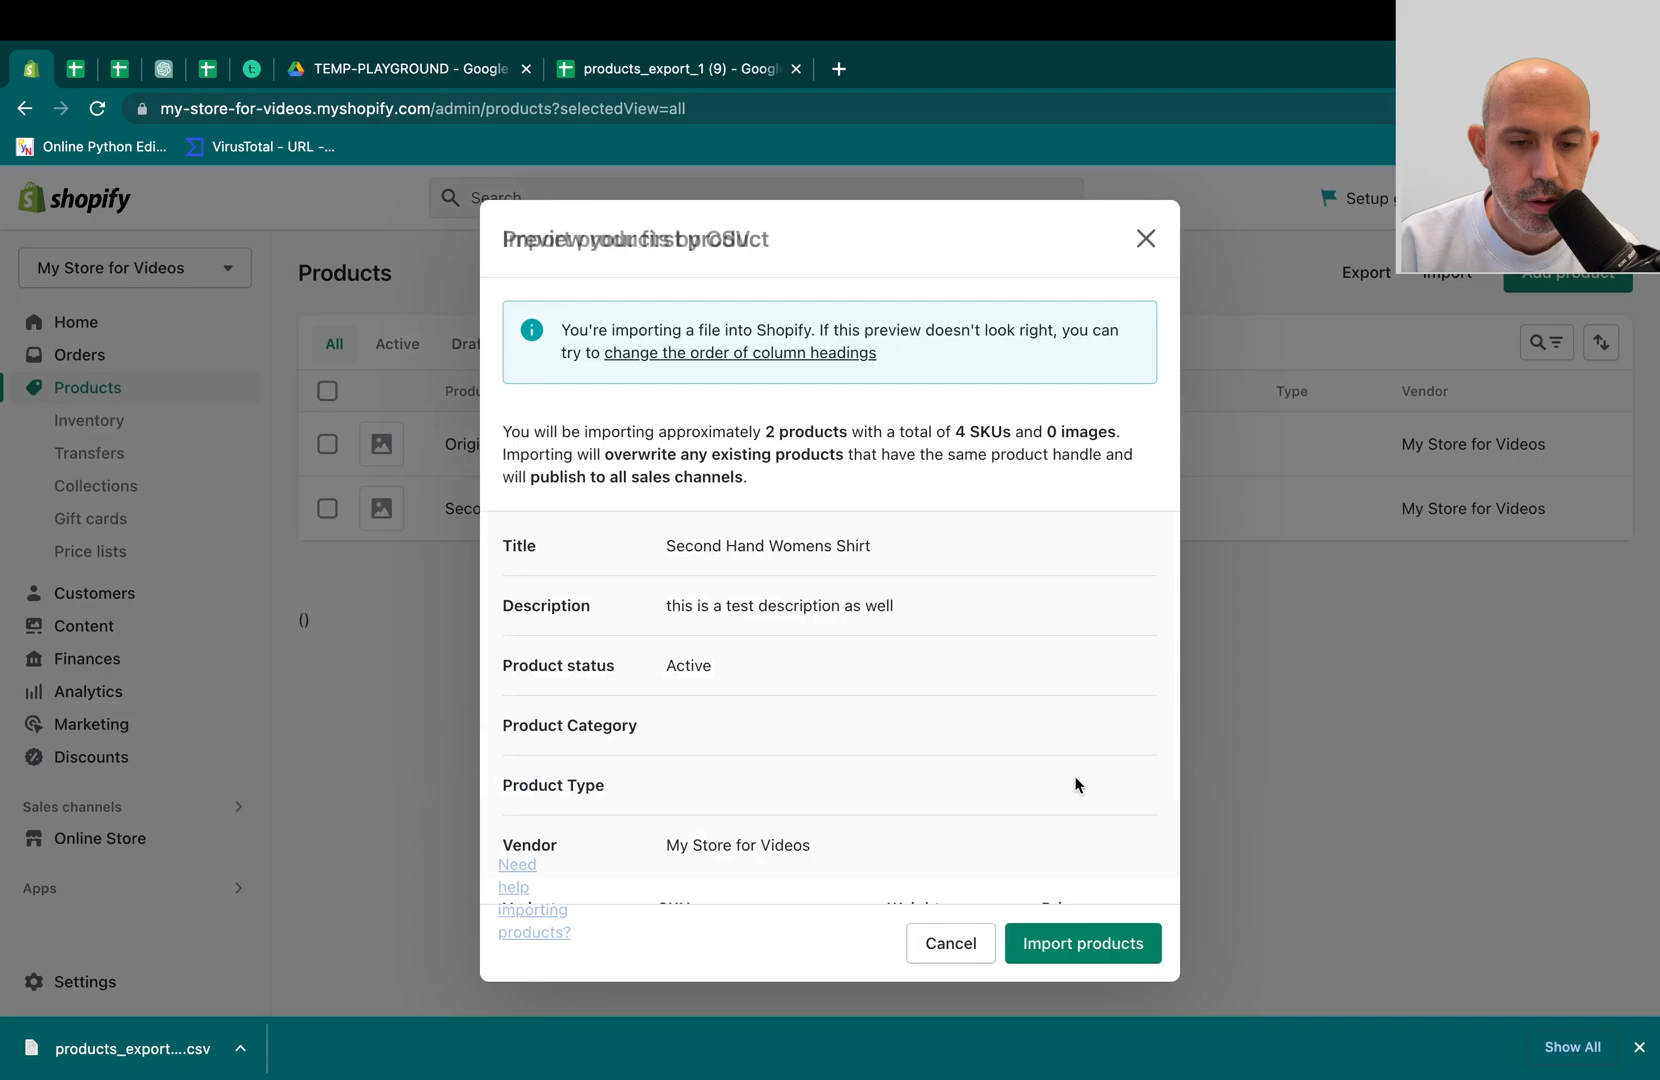 TEMP-PLAYGROUND - Google
products_export_1 (9) - Googl
my-store-for-videos.myshopify.com/admin/products?selectedView=all
Online Python Edi...
VirusTotal - URL -...
shopify
Search
Setup
My Store for Videos
Products
Export
Import
Add product
Home
Orders
Products
Inventory
Transfers
Collections
Gift cards
Price lists
Customers
Content
Finances
Analytics
Marketing
Discounts
Sales channels
Online Store
Apps
Settings
All
Active
Type
Vendor
My Store for Videos
My Store for Videos
()
You're importing a file into Shopify. If this preview doesn't look right, you can
try to change the order of column headings
You will be importing approximately 2 products with a total of 4 SKUs and 0 images.
Importing will overwrite any existing products that have the same product handle and
will publish to all sales channels.
Title Second Hand Womens Shirt
Description this is a test description as well
Product status Active
Product Category
Product Type
Vendor My Store for Videos
Need
help
importing
products?
Cancel
Import products
products_export....csv
Show All